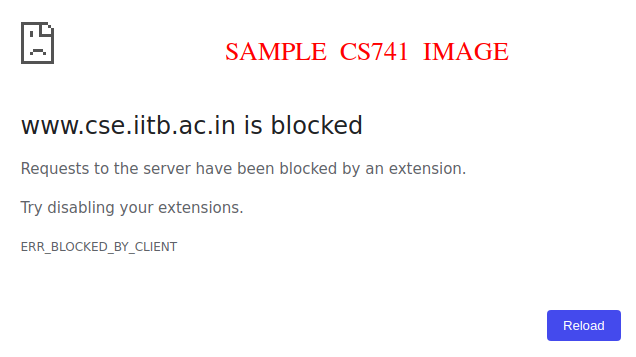 SAMPLE CS741 IMAGE
www.cse.iitb.ac.in is blocked
Requests to the server have been blocked by an extension.
Try disabling your extensions.
ERR_BLOCKED_BY_CLIENT
Reload